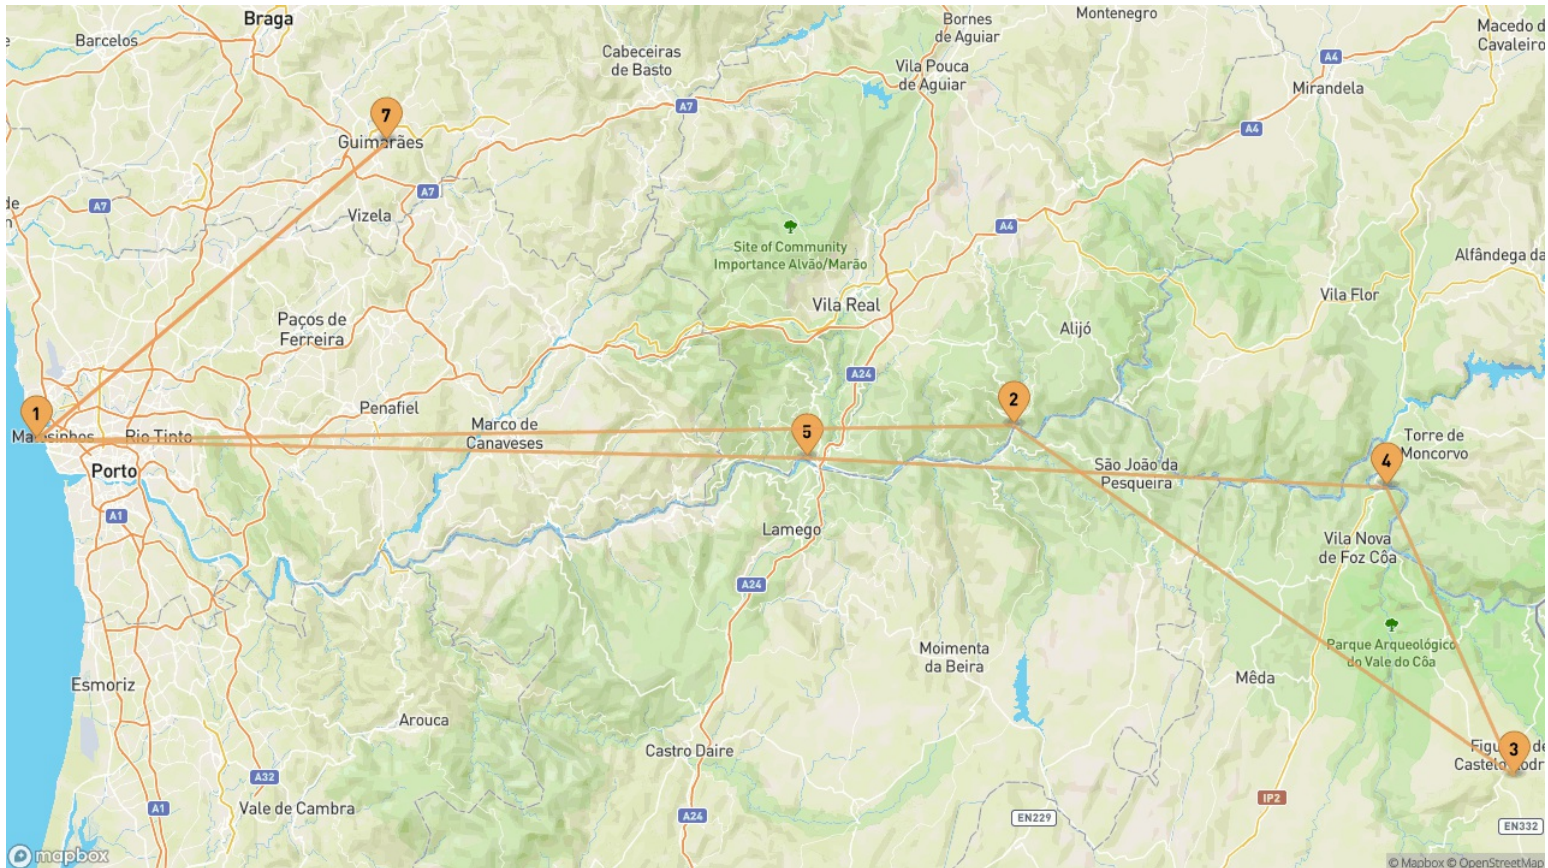 Braga
Barcelos
Cabeceiras
de Basto
Bornes
de Aguiar
Montenegro
Macedo d
Cavaleiro
Vila Pouca
de Aguiar
A4
Mirandela
A7
7
Guimarães
A4
A7
A7
de
Vizela
A4
Site of Community
Importance Alvão/Marão
Alfândega da
Vila Real
Vila Flor
Paços de
Ferreira
Alijó
A24
1
Penafiel
2
Marco de
Canaveses
5
Matosinhos
Rio Tinto
Torre de
Moncorvo
4
Porto
São João da
Pesqueira
A1
Lamego
Vila Nova
de Foz Côa
A24
Moimenta
da Beira
Parque Arqueológico
do Vale do Côa
Esmoriz
Mêda
Arouca
Castro Daire
3
A32
A1
Vale de Cambra
A24
EN229
IP2
EN332
mapbox
© Mapbox © OpenStreetMap